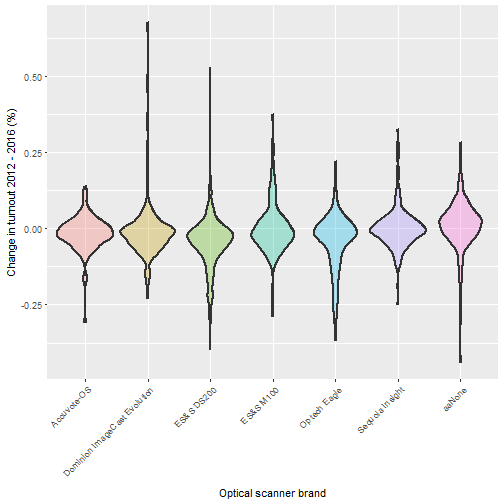 Change in turnout 2012 - 2016 (%)
0.50
0.25
0.00
-0.25
Accuvote-OS
Dominion ImageCast Evolution
ES&S DS200
ES&S M100
Optech Eagle
Sequoia Insight
aaNone
Optical scanner brand